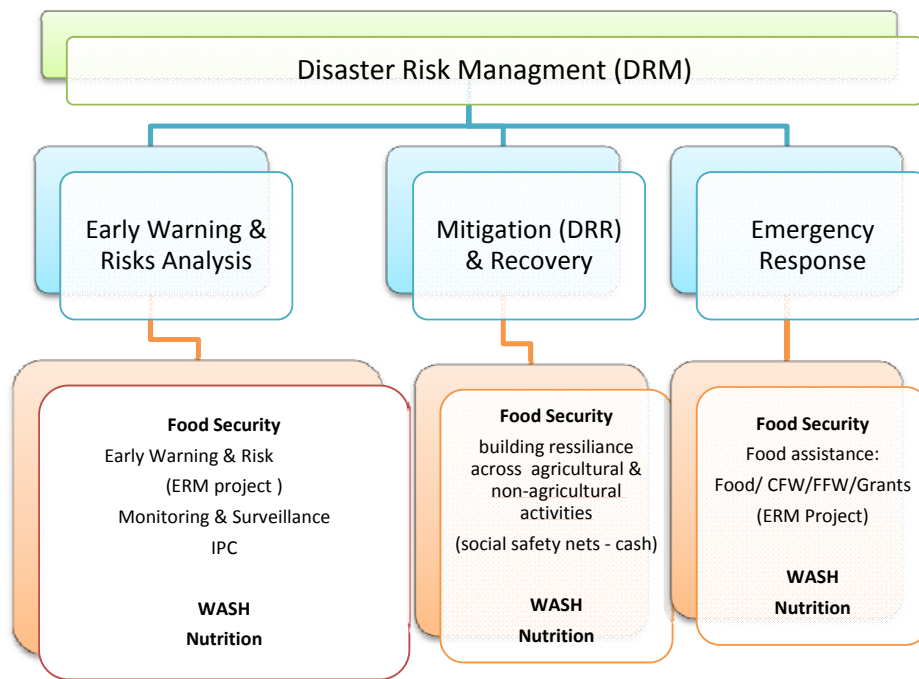 Disaster Risk Managment (DRM)
Early Warning &
Risks Analysis
Mitigation (DRR)
& Recovery
Emergency
Response
Food Security
Early Warning & Risk
(ERM project )
Monitoring & Surveillance
IPC
WASH
Nutrition
Food Security
building ressiliance
across agricultural &
non-agricultural
activities
(social safety nets - cash)
WASH
Nutrition
Food Security
Food assistance:
Food/ CFW/FFW/Grants
(ERM Project)
WASH
Nutrition